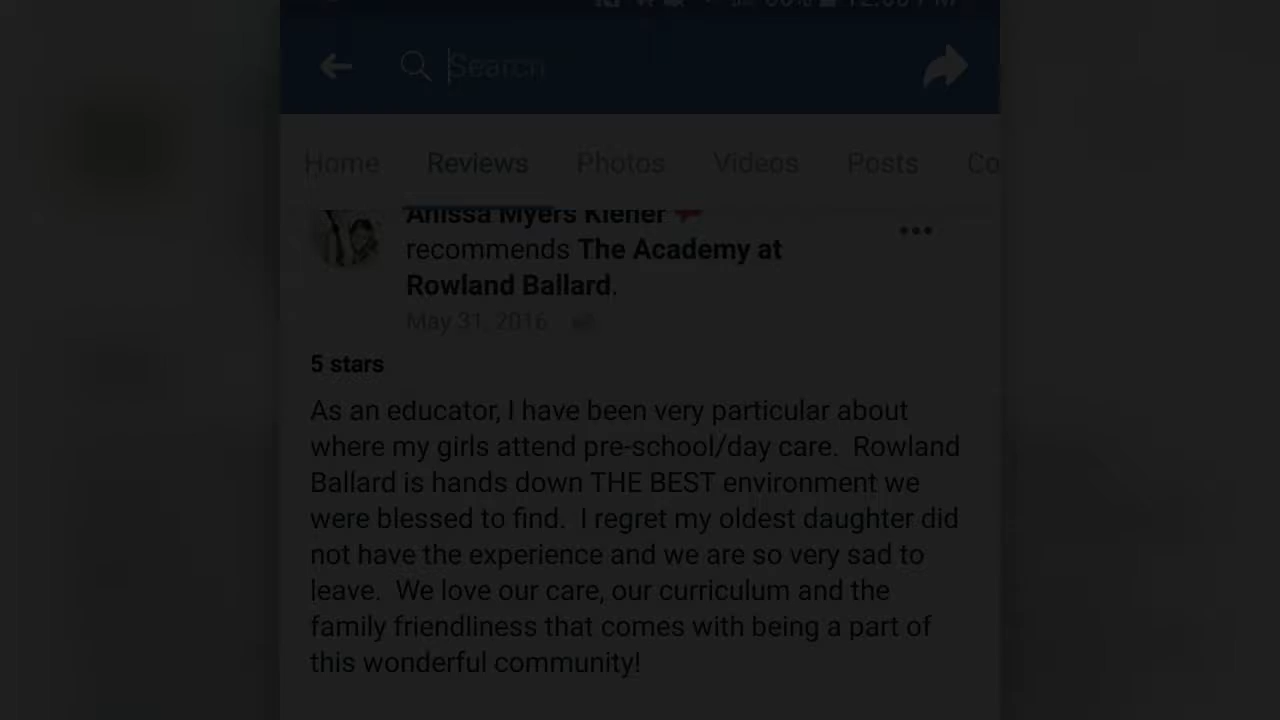 Search
Home Reviews Photos Videos Posts Co
Anissa Myers Kiener
recommends The Academy at
Rowland Ballard.
May 31, 2016
5 stars
As an educator, I have been very particular about
where my girls attend pre-school/day care.  Rowland
Ballard is hands down THE BEST environment we
were blessed to find.  I regret my oldest daughter did
not have the experience and we are so very sad to
leave.  We love our care, our curriculum and the
family friendliness that comes with being a part of
this wonderful community!